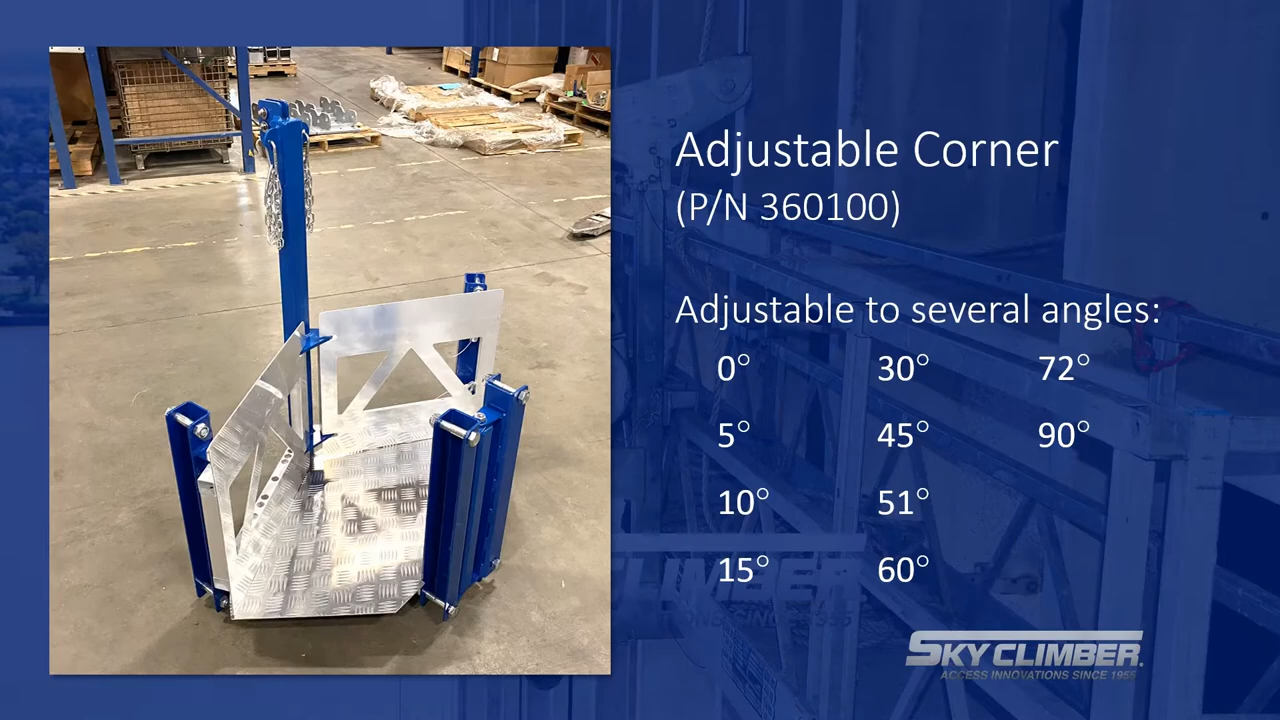 Adjustable Corner
(P/N 360100)
Adjustable to several angles:
0° 30° 72°
5° 45° 90°
10° 51°
15° 60°
SKY CLIMBER.
ACCESS INNOVATIONS SINCE 1955